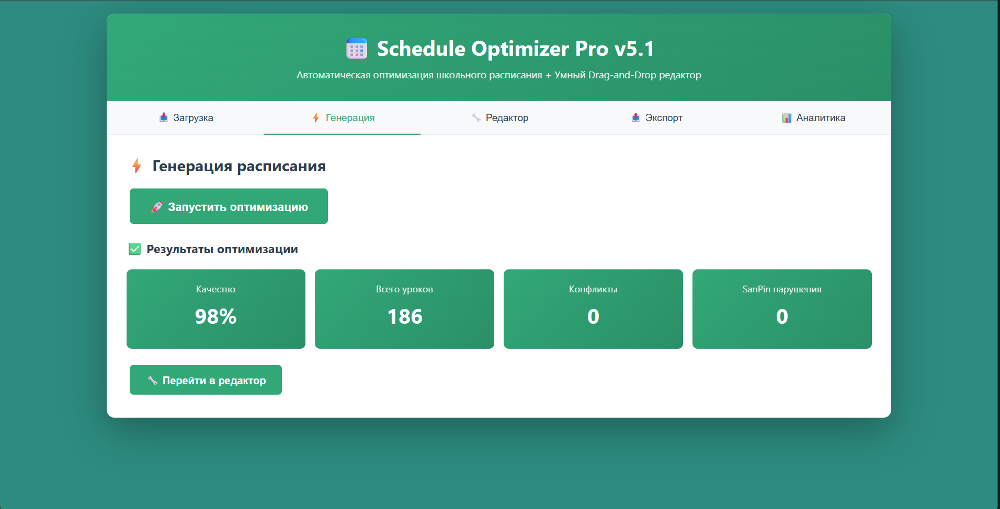 Schedule Optimizer Pro v5.1
Автоматическая оптимизация школьного расписания + Умный Drag-and-Drop редактор
Загрузка
Генерация
Редактор
Экспорт
Аналитика
Генерация расписания
Запустить оптимизацию
Результаты оптимизации
Качество
98%
Всего уроков
186
Конфликты
0
SanPin нарушения
0
Перейти в редактор